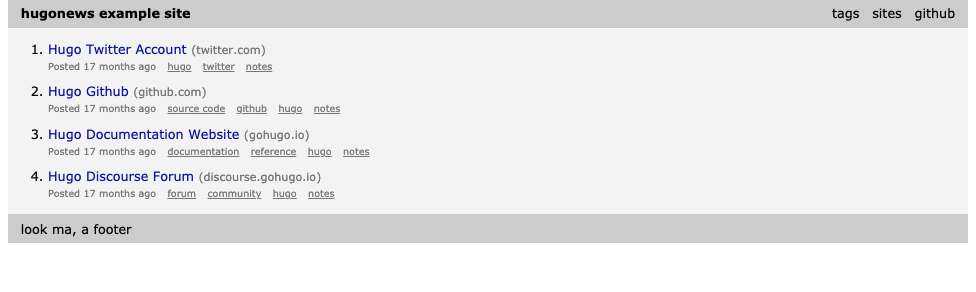 hugonews example site tags sites github
1. Hugo Twitter Account (twitter.com)
Posted 17 months ago hugo twitter notes
2. Hugo Github (github.com)
Posted 17 months ago source code github hugo notes
3. Hugo Documentation Website (gohugo.io)
Posted 17 months ago documentation reference hugo notes
4. Hugo Discourse Forum (discourse.gohugo.io)
Posted 17 months ago forum community hugo notes
look ma, a footer